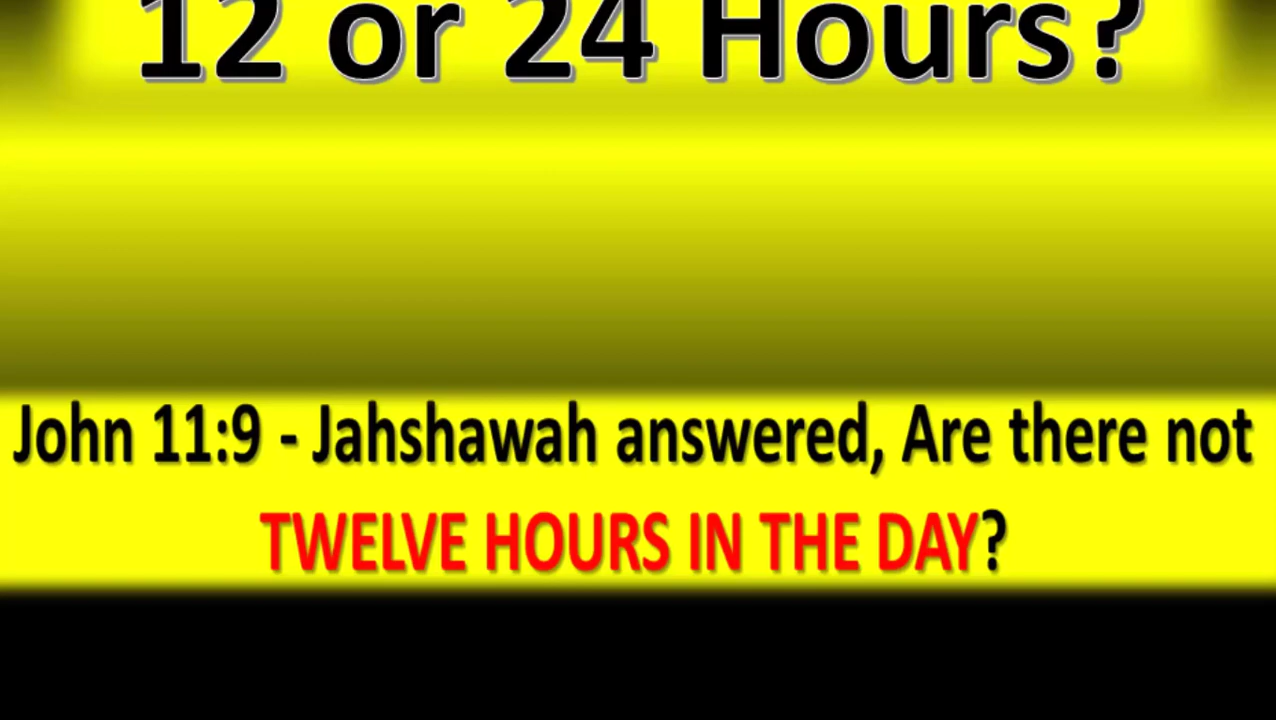 12 or 24 Hours?
John 11:9 - Jahshawah answered, Are there not
TWELVE HOURS IN THE DAY?